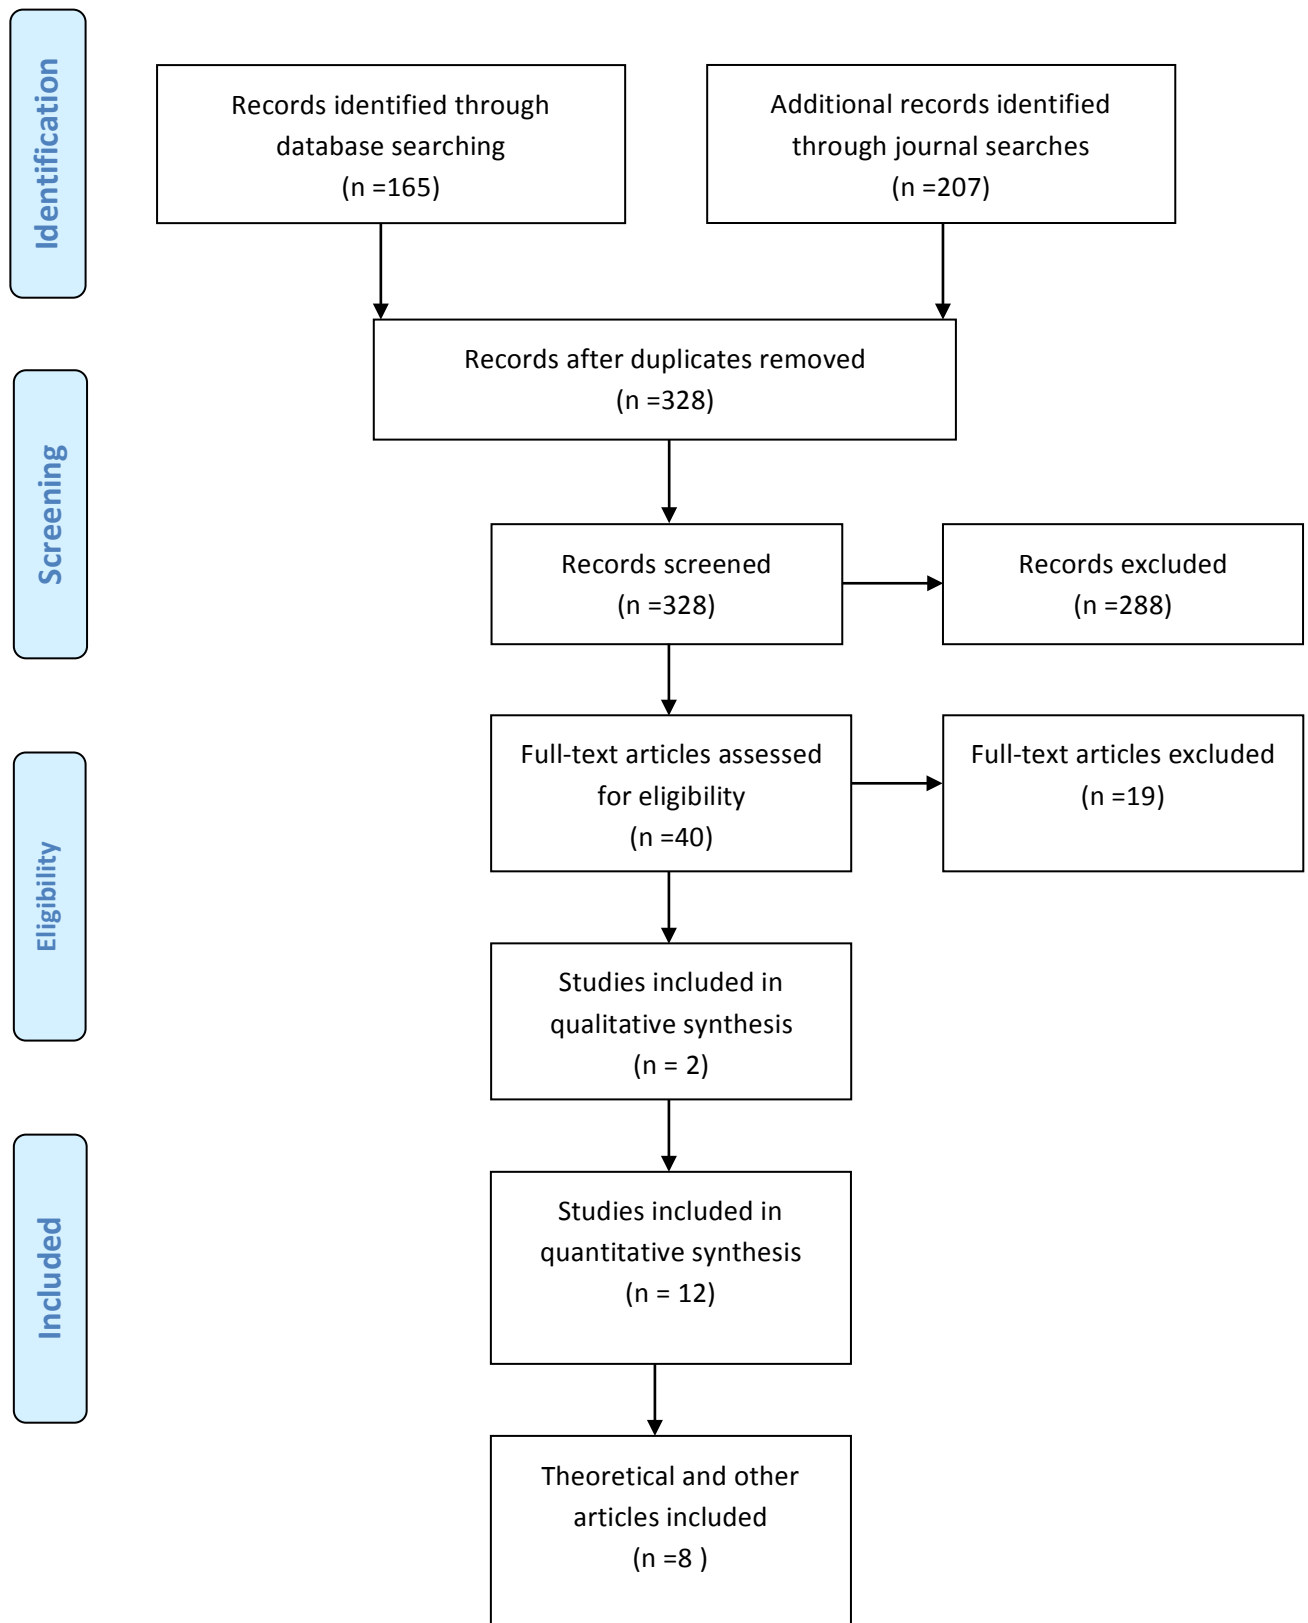 Identification
Records identified through
database searching
(n =165)
Additional records identified
through journal searches
(n =207)
Records after duplicates removed
(n =328)
Screening
Records screened
(n =328)
Records excluded
(n =288)
Eligibility
Full-text articles assessed
for eligibility
(n =40)
Full-text articles excluded
(n =19)
Studies included in
qualitative synthesis
(n = 2)
Included
Studies included in
quantitative synthesis
(n = 12)
Theoretical and other
articles included
(n =8 )